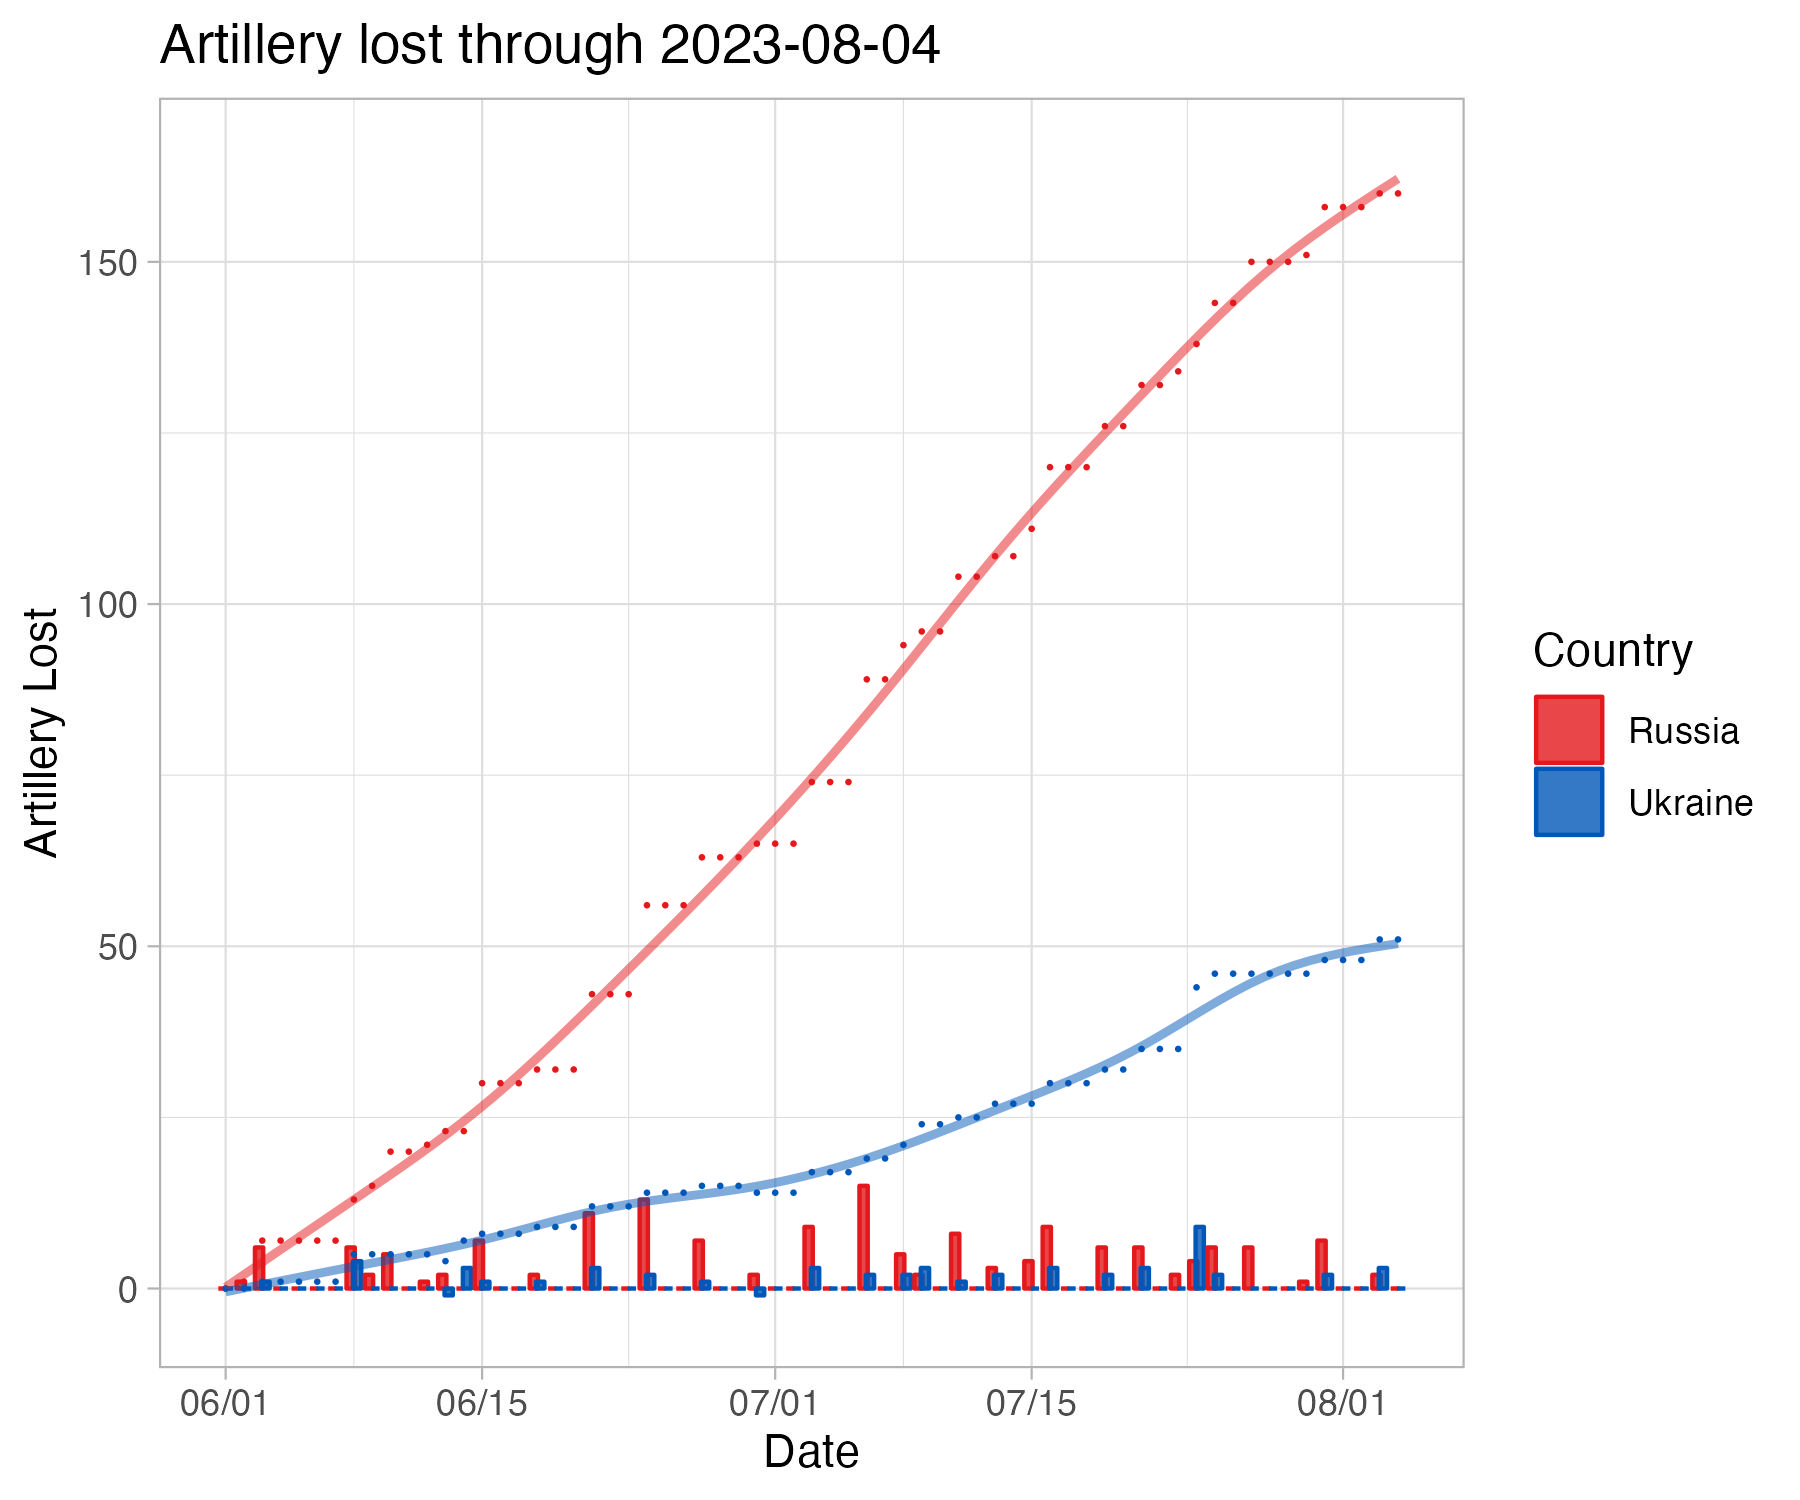 Artillery lost through 2023-08-04
150
100
50
0
Artillery Lost
06/01
06/15
07/01
07/15
08/01
Date
Country
Russia
Ukraine